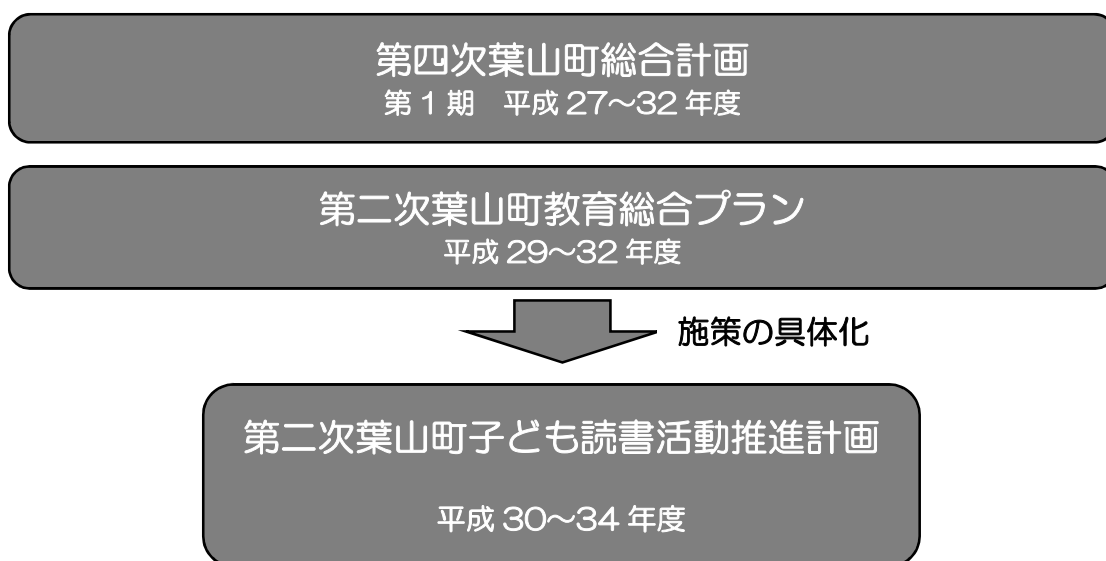 第四次葉山町総合計画
第1期　平成 27～32 年度
第二次葉山町教育総合プラン
平成 29～32 年度
施策の具体化
第二次葉山町子ども読書活動推進計画
平成 30～34 年度